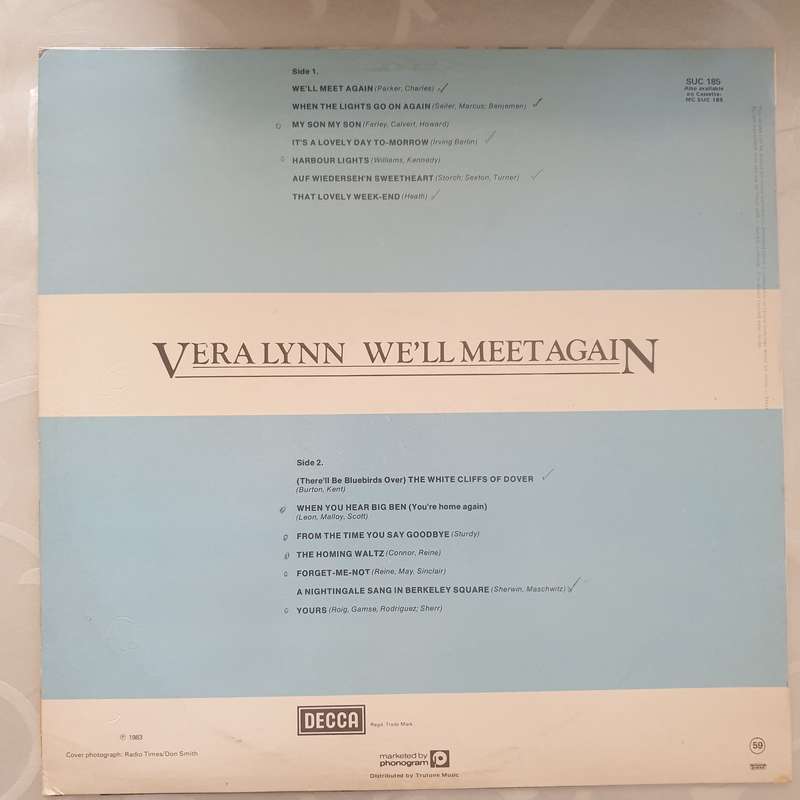 Side 1.
WE'LL MEET AGAIN (Parker, Charles)
WHEN THE LIGHTS GO ON AGAIN (Seiler, Marcus; Benjemen)
MY SON MY SON (Farley, Calvert, Howard)
IT'S A LOVELY DAY TO-MORROW (Irving Berlin)
HARBOUR LIGHTS (Williams, Kennedy)
AUF WIEDERSEH'N SWEETHEART (Storch; Sexton, Turner)
THAT LOVELY WEEK-END (Heath)
SUC 185
Also available
on Cassette:
MC SUC 185
VERA LYNN WE'LL MEET AGAIN
Side 2.
(There'll Be Bluebirds Over) THE WHITE CLIFFS OF DOVER
(Burton, Kent)
WHEN YOU HEAR BIG BEN (You're home again)
(Leon, Malloy, Scott)
FROM THE TIME YOU SAY GOODBYE (Sturdy)
THE HOMING WALTZ (Connor, Reine)
FORGET-ME-NOT (Reine, May, Sinclair)
A NIGHTINGALE SANG IN BERKELEY SQUARE (Sherwin, Maschwitz)
YOURS (Roig, Gamse, Rodriguez; Sherr)
DECCA
Regd. Trade Mark
℗ 1983
Cover photograph: Radio Times/Don Smith
marketed by
phonogram
Distributed by Trutone Music
59